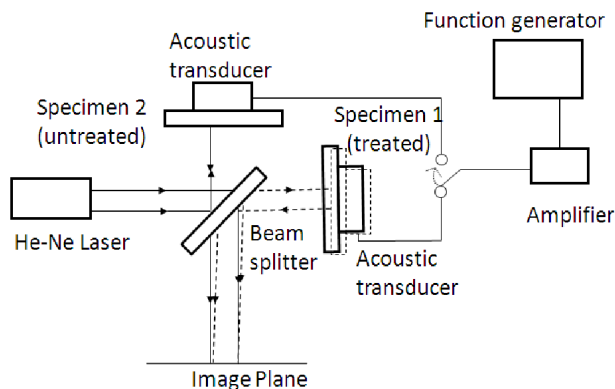 Function generator
Acoustic
transducer
Specimen 2
(untreated)
Specimen 1
(treated)
He-Ne Laser
Beam
splitter
Amplifier
Acoustic
transducer
Image Plane